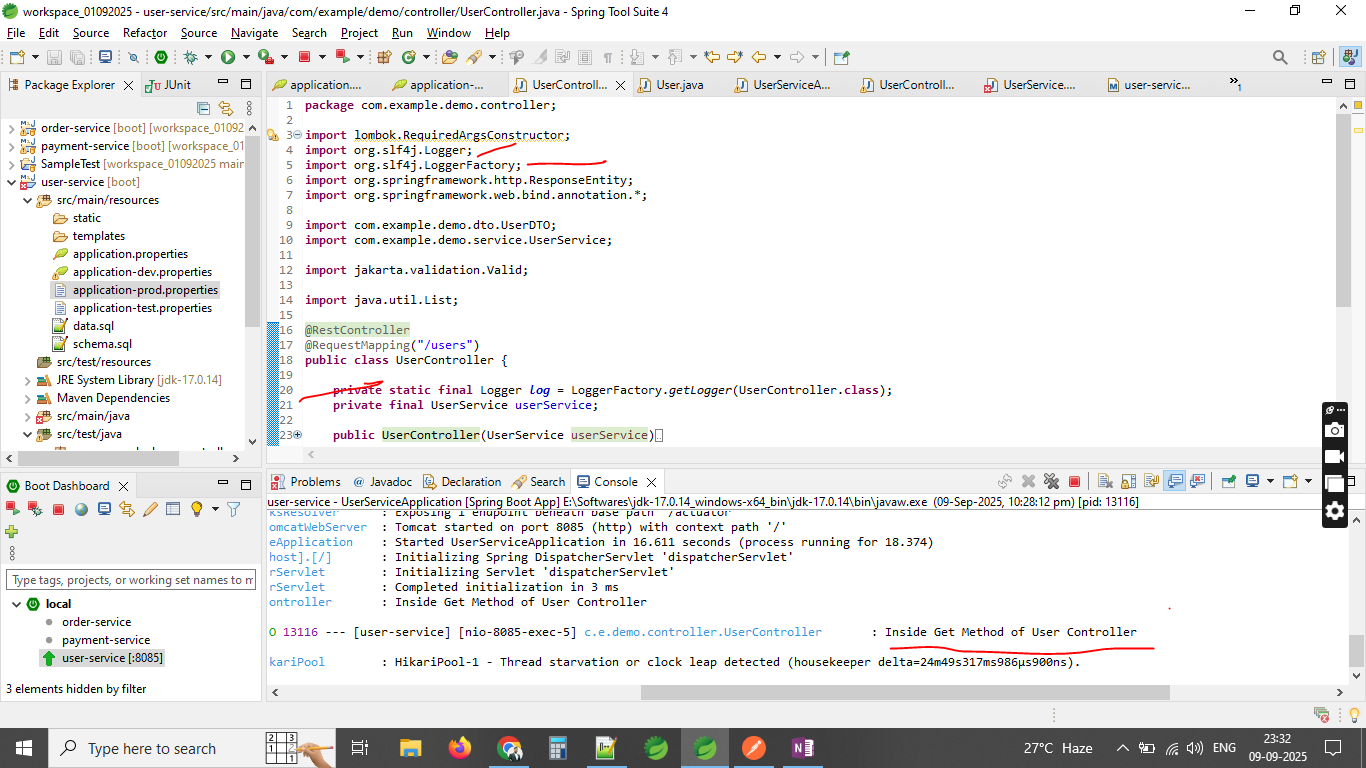 workspace_01092025 - user-service/src/main/java/com/example/demo/controller/UserController.java - Spring Tool Suite 4
File Edit Source Refactor Source Navigate Search Project Run Window Help
Package Explorer JUnit
order-service [boot] [workspace_01092
payment-service [boot] [workspace_01
SampleTest [workspace_01092025 main
user-service [boot]
src/main/resources
static
templates
application.properties
application-dev.properties
application-prod.properties
application-test.properties
data.sql
schema.sql
src/test/resources
JRE System Library [jdk-17.0.14]
Maven Dependencies
src/main/java
src/test/java
application.... application-... UserControll... User.java UserServiceA... UserControll... UserService.... user-servic... »1
1 package com.example.demo.controller;
2
3 import lombok.RequiredArgsConstructor;
4 import org.slf4j.Logger;
5 import org.slf4j.LoggerFactory;
6 import org.springframework.http.ResponseEntity;
7 import org.springframework.web.bind.annotation.*;
8
9 import com.example.demo.dto.UserDTO;
10 import com.example.demo.service.UserService;
11
12 import jakarta.validation.Valid;
13
14 import java.util.List;
15
16 @RestController
17 @RequestMapping("/users")
18 public class UserController {
19
20 private static final Logger log = LoggerFactory.getLogger(UserController.class);
21 private final UserService userService;
22
23 public UserController(UserService userService)
Boot Dashboard
Type tags, projects, or working set names to m
local
order-service
payment-service
user-service [:8085]
3 elements hidden by filter
Problems @ Javadoc Declaration Search Console
user-service - UserServiceApplication [Spring Boot App] E:\Softwares\jdk-17.0.14_windows-x64_bin\jdk-17.0.14\bin\javaw.exe (09-Sep-2025, 10:28:12 pm) [pid: 13116]
ksResolver : Exposing 1 endpoint beneath base path '/actuator'
omcatWebServer : Tomcat started on port 8085 (http) with context path '/'
eApplication : Started UserServiceApplication in 16.611 seconds (process running for 18.374)
host].[/] : Initializing Spring DispatcherServlet 'dispatcherServlet'
rServlet : Initializing Servlet 'dispatcherServlet'
rServlet : Completed initialization in 3 ms
ontroller : Inside Get Method of User Controller
O 13116 --- [user-service] [nio-8085-exec-5] c.e.demo.controller.UserController : Inside Get Method of User Controller
kariPool : HikariPool-1 - Thread starvation or clock leap detected (housekeeper delta=24m49s317ms986µs900ns).
Type here to search
27°C Haze
ENG
23:32
09-09-2025